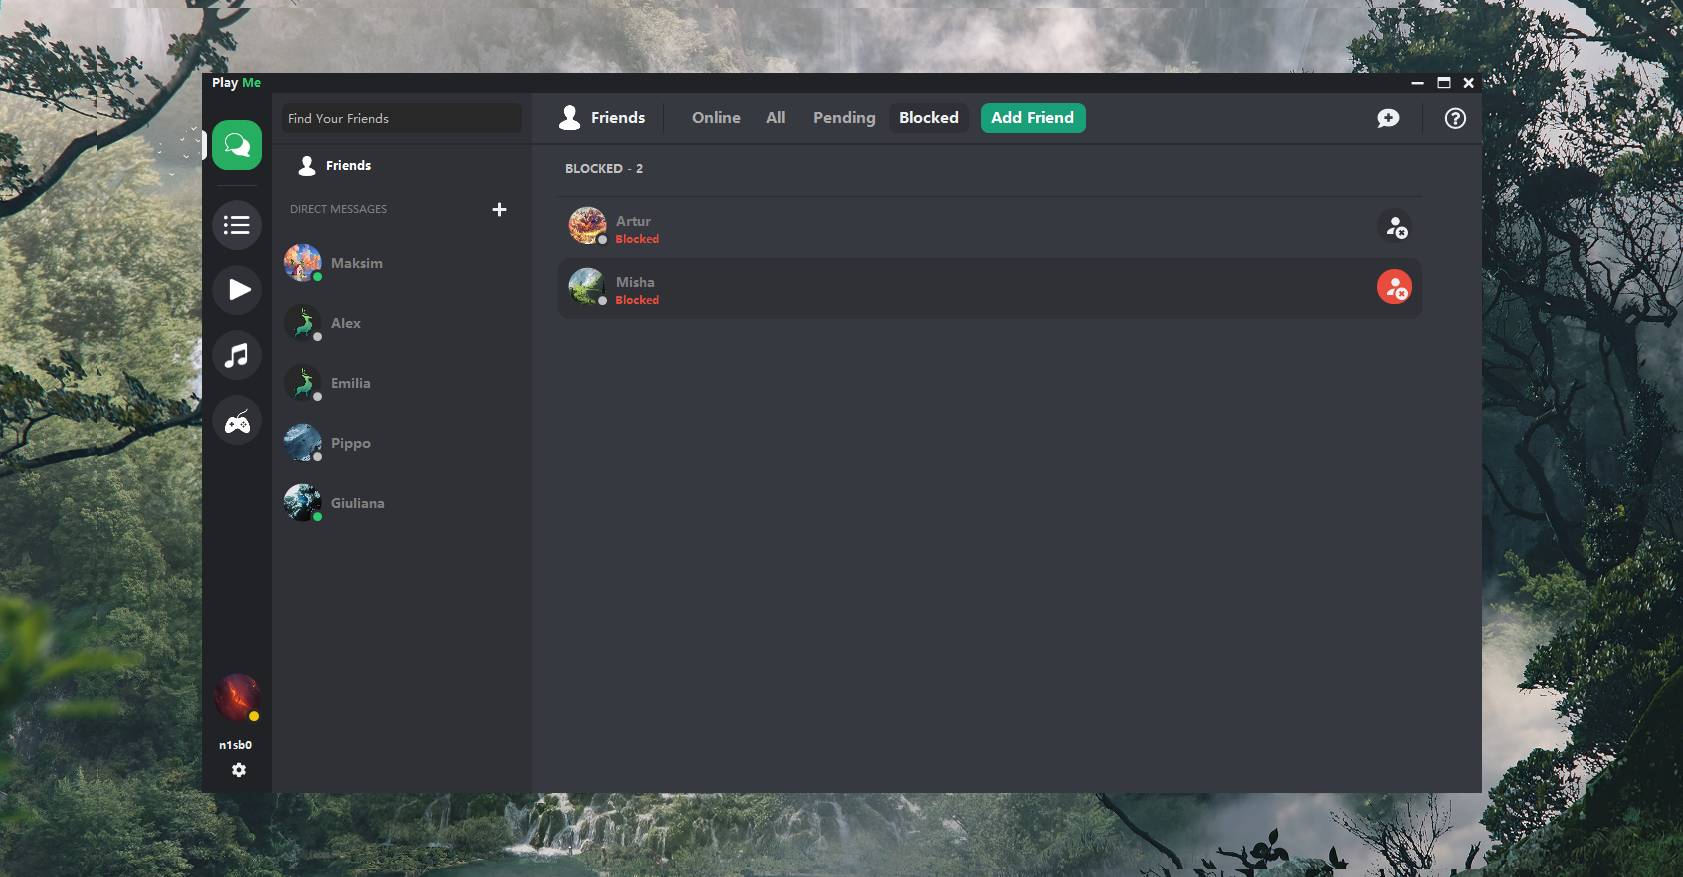 Play Me
Find Your Friends
Friends
Online
All
Pending
Blocked
Add Friend
Friends
DIRECT MESSAGES
Maksim
Alex
Emilia
Pippo
Giuliana
n1sb0
BLOCKED - 2
Artur
Blocked
Misha
Blocked